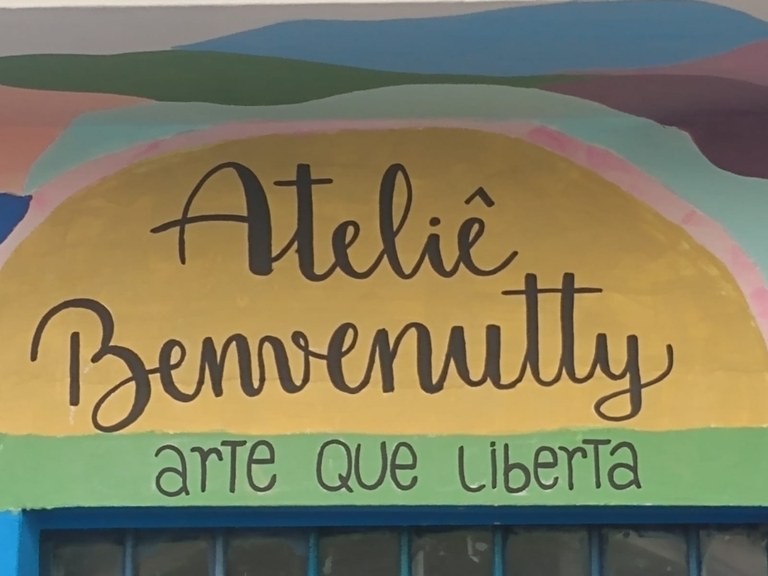 Ateliê
Benvenutty
arte que liberta